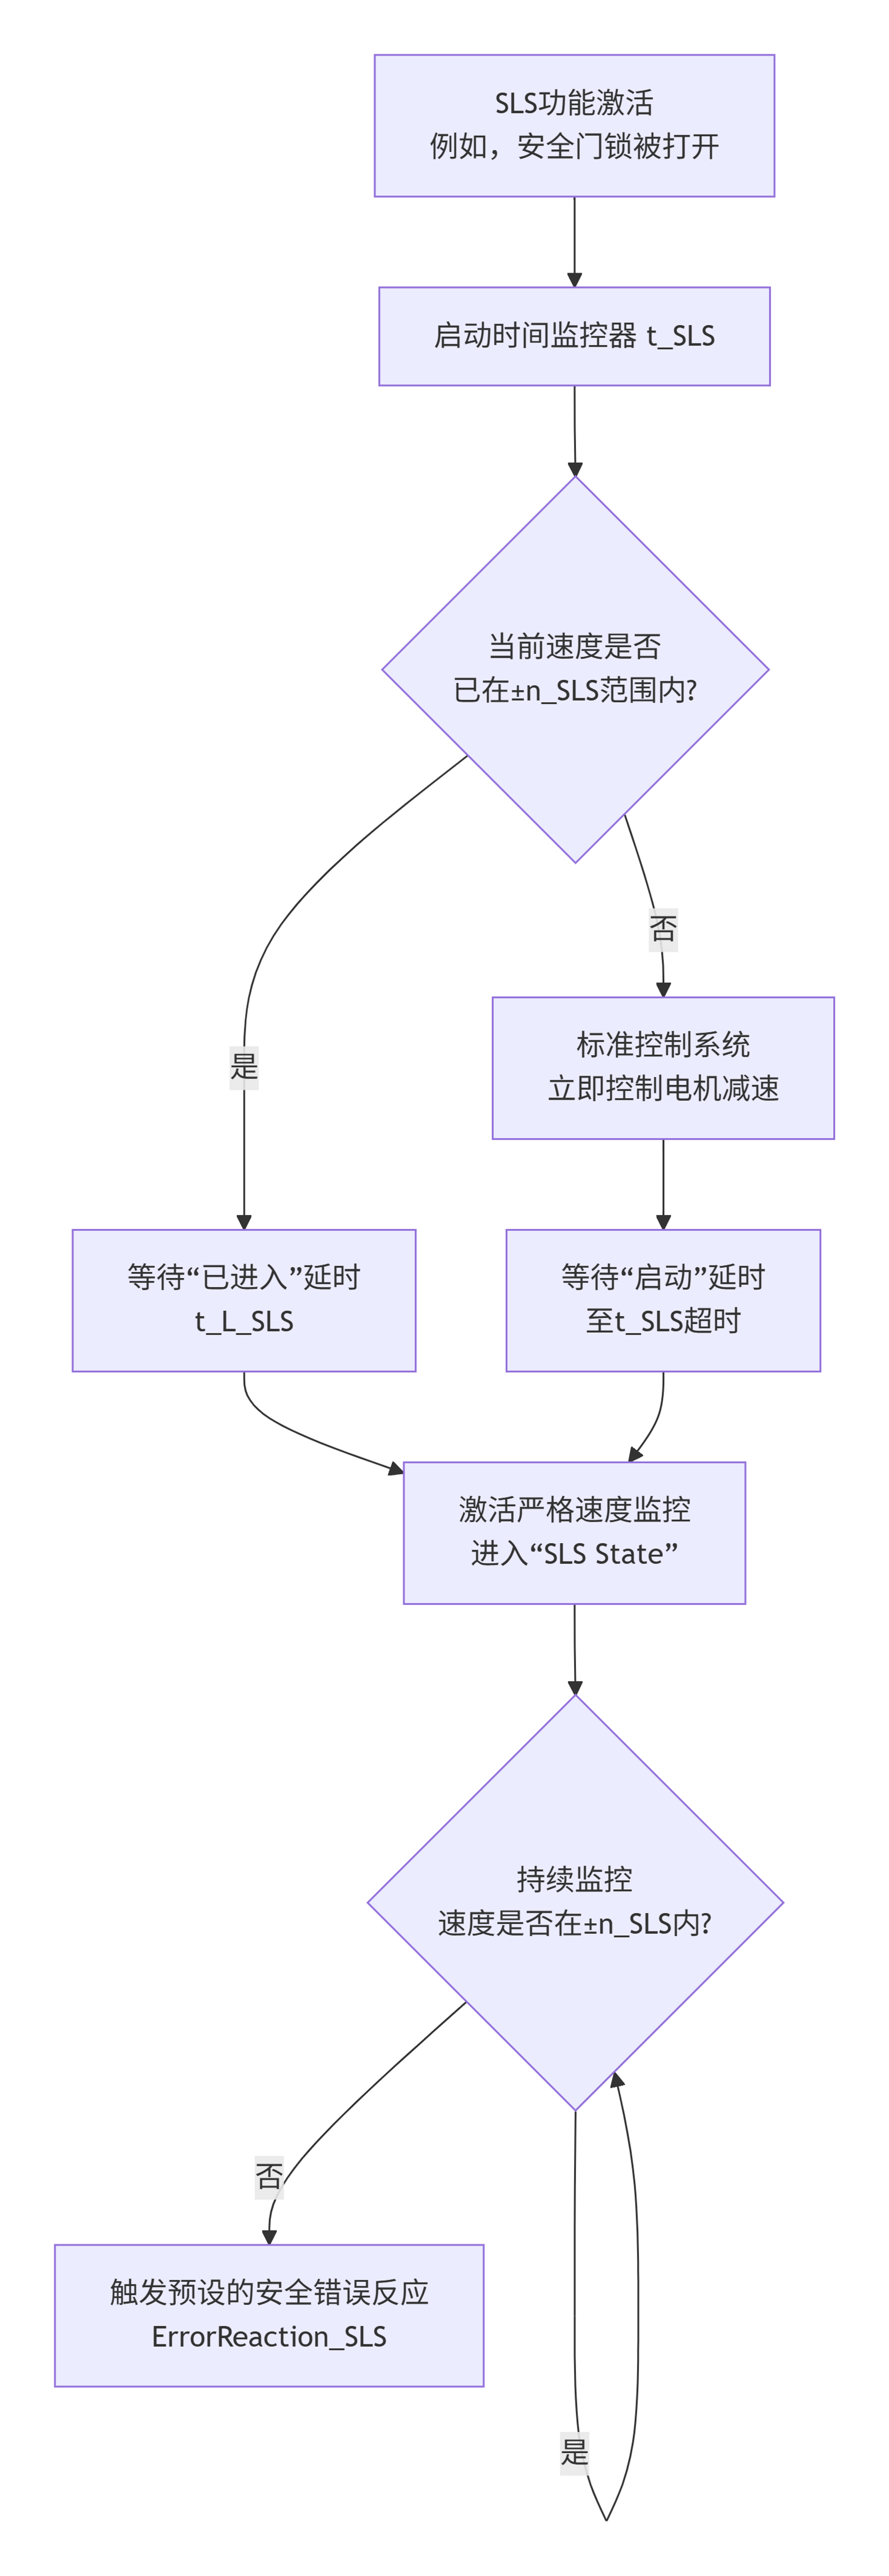 SLS功能激活
例如，安全门锁被打开
启动时间监控器 t_SLS
当前速度是否
已在±n_SLS范围内?
否
标准控制系统
立即控制电机减速
是
等待“已进入”延时
t_L_SLS
等待“启动”延时
至t_SLS超时
激活严格速度监控
进入“SLS State”
持续监控
速度是否在±n_SLS内?
否
触发预设的安全错误反应
ErrorReaction_SLS
是